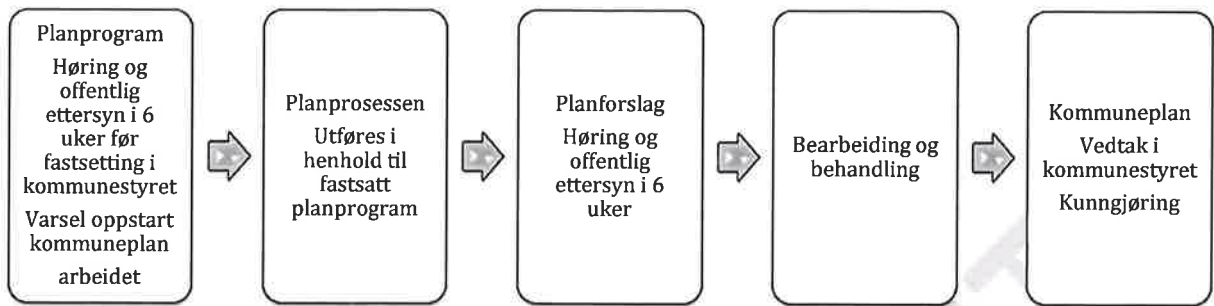 Planprogram
Høring og
offentlig
ettersyn i 6
uker før
fastsetting i
kommunestyret
Varsel oppstart
kommuneplan
arbeidet
Planprosessen
Utføres i
henhold til
fastsatt
planprogram
Planforslag
Høring og
offentlig
ettersyn i 6
uker
Bearbeiding og
behandling
Kommuneplan
Vedtak i
kommunestyret
Kunngjøring